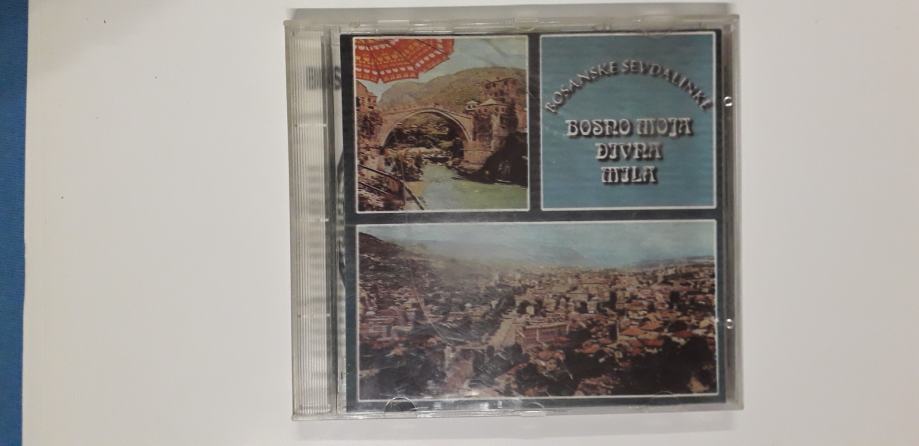 BOSANSKE SEVDALINKE
BOSNO MOJA
DIVNA
MILA